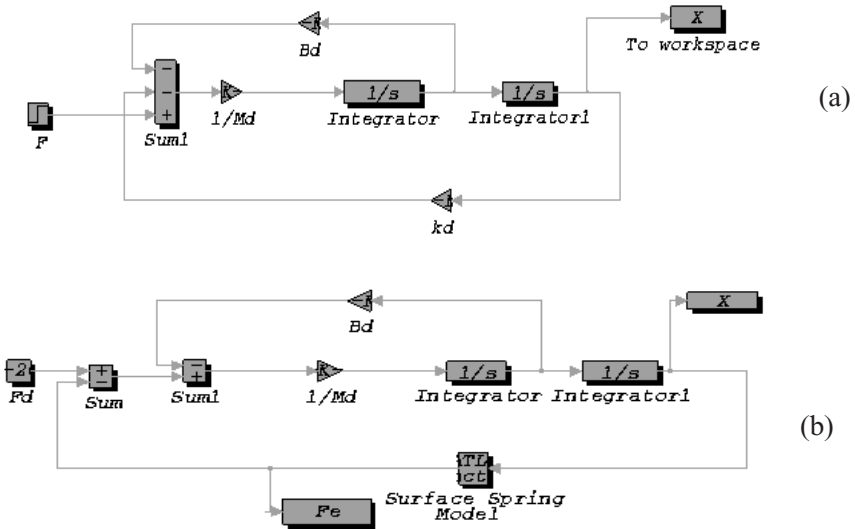 Bd
X
To workspace
−
−
+
K
1/s
1/s
F
Sum1
1/Md
Integrator
Integrator1
(a)
kd
Bd
X
-2
+
−
−
+
K
1/s
1/s
Fd
Sum
Sum1
1/Md
Integrator
Integrator1
(b)
Surface Spring
Model
Fe